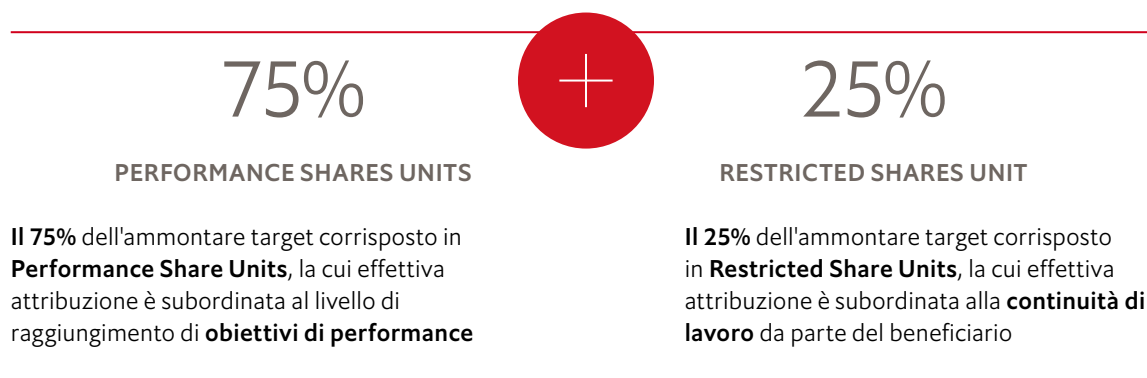 75%
PERFORMANCE SHARES UNITS
Il 75% dell'ammontare target corrisposto in
Performance Share Units, la cui effettiva
attribuzione è subordinata al livello di
raggiungimento di obiettivi di performance
25%
RESTRICTED SHARES UNIT
Il 25% dell'ammontare target corrisposto
in Restricted Share Units, la cui effettiva
attribuzione è subordinata alla continuità di
lavoro da parte del beneficiario